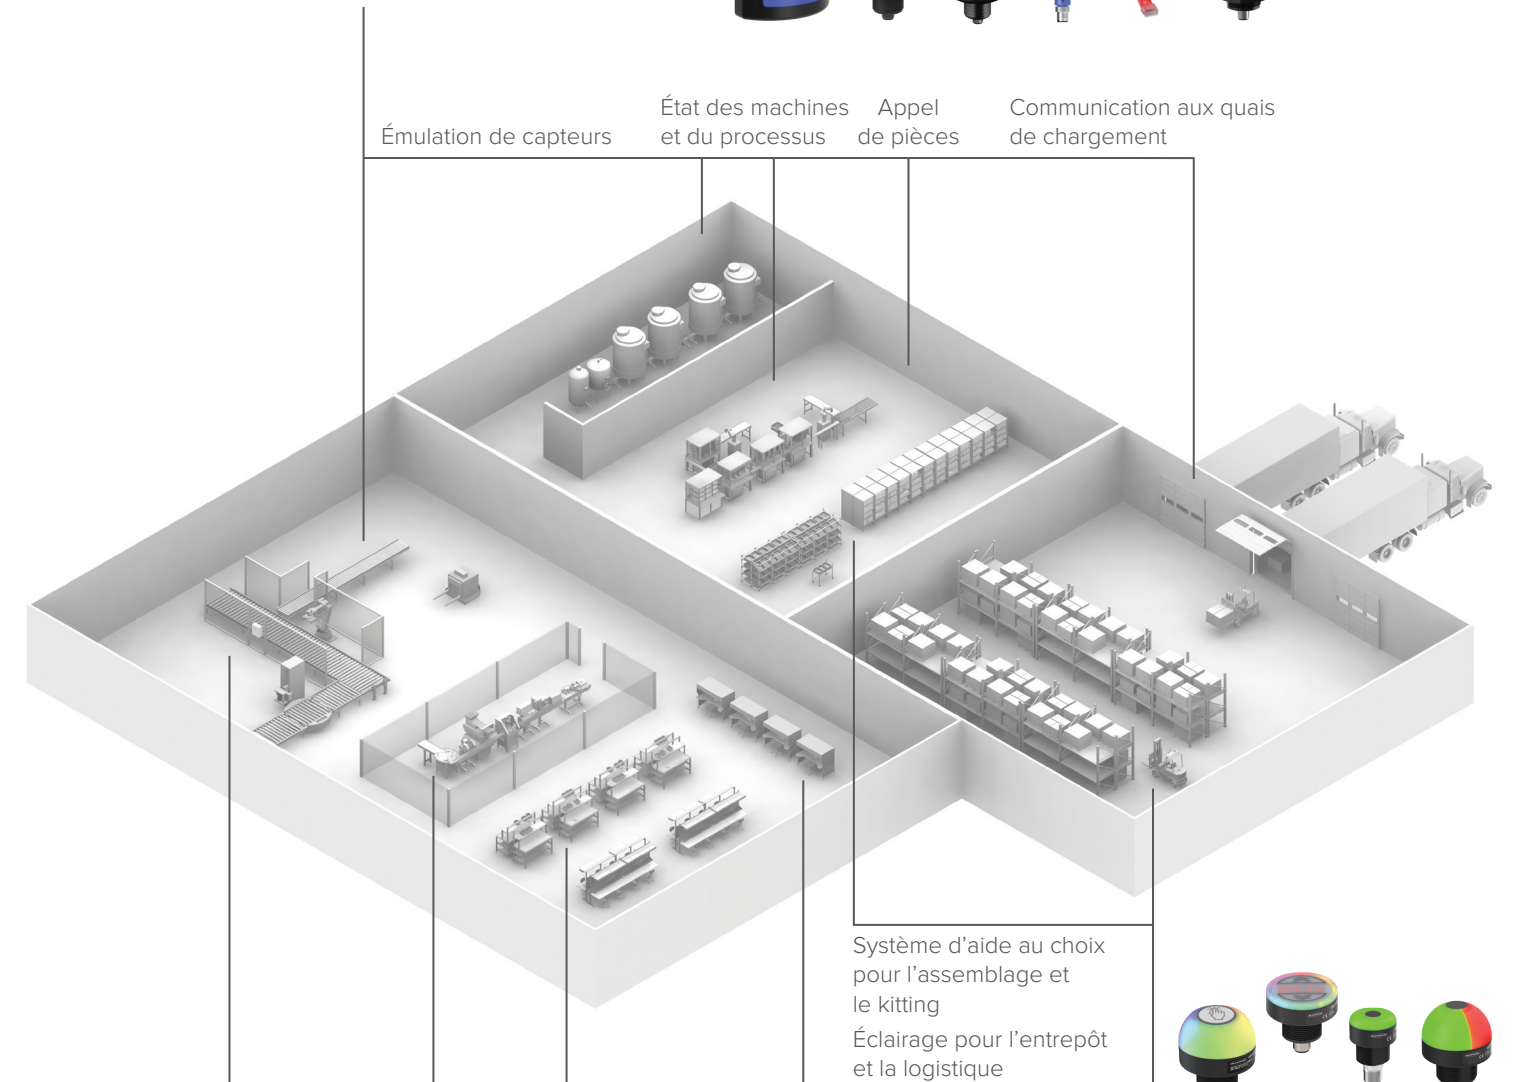 Émulation de capteurs
État des machines
et du processus
Appel
de pièces
Communication aux quais
de chargement
Système d’aide au choix
pour l’assemblage et
le kitting
Éclairage pour l’entrepôt
et la logistique